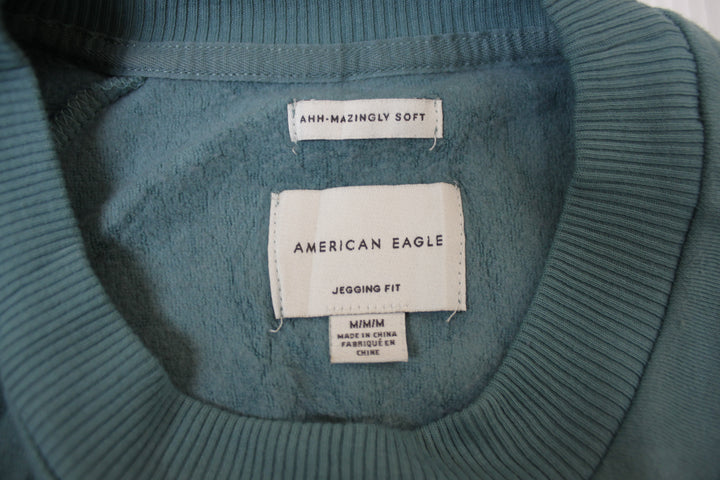 AHH-MAZINGLY SOFT
AMERICAN EAGLE
JEGGING FIT
M/M/M
MADE IN CHINA
FABRIQUÉ EN
CHINE